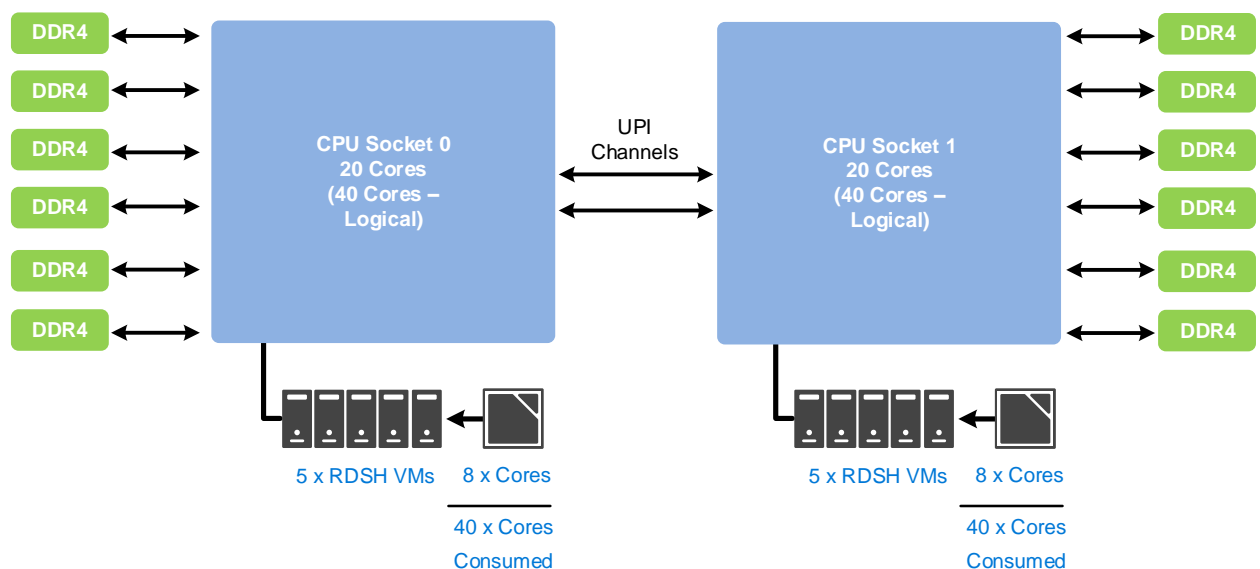 DDR4
DDR4
DDR4
DDR4
DDR4
DDR4
CPU Socket 0
20 Cores
(40 Cores –
Logical)
UPI
Channels
CPU Socket 1
20 Cores
(40 Cores –
Logical)
DDR4
DDR4
DDR4
DDR4
DDR4
DDR4
5 x RDSH VMs
8 x Cores
40 x Cores
Consumed
5 x RDSH VMs
8 x Cores
40 x Cores
Consumed